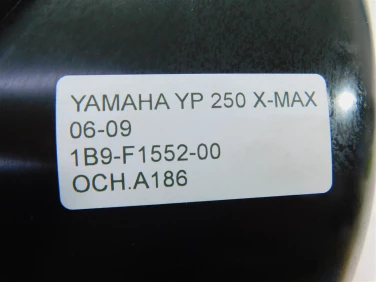 YAMAHA YP 250 X-MAX
06-09
1B9-F1552-00
OCH.A186